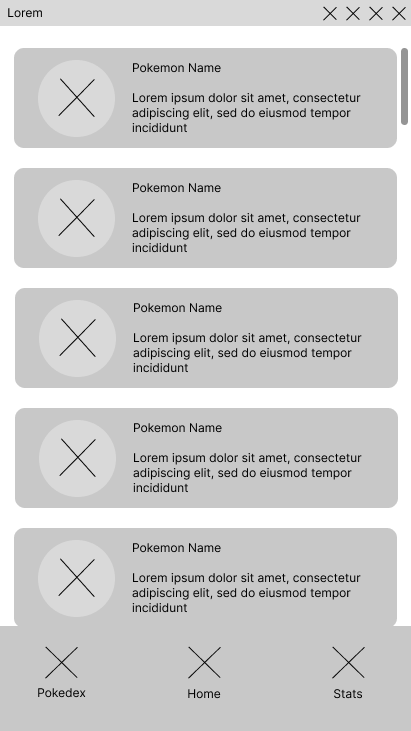 Lorem
Pokemon Name
Lorem ipsum dolor sit amet, consectetur
adipiscing elit, sed do eiusmod tempor
incididunt
Pokemon Name
Lorem ipsum dolor sit amet, consectetur
adipiscing elit, sed do eiusmod tempor
incididunt
Pokemon Name
Lorem ipsum dolor sit amet, consectetur
adipiscing elit, sed do eiusmod tempor
incididunt
Pokemon Name
Lorem ipsum dolor sit amet, consectetur
adipiscing elit, sed do eiusmod tempor
incididunt
Pokemon Name
Lorem ipsum dolor sit amet, consectetur
adipiscing elit, sed do eiusmod tempor
incididunt
Pokedex Home Stats